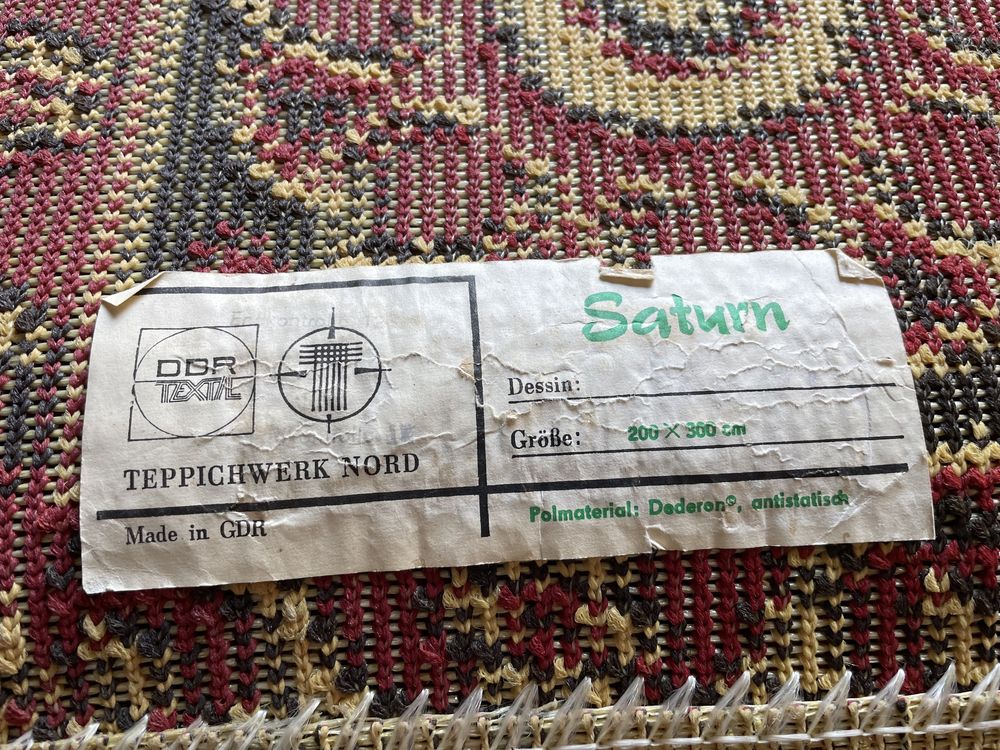 DDR
TEXTIL
TEPPICHWERK NORD
Made in GDR
Saturn
Dessin:
Größe: 200 × 300 cm
Polmaterial: Dederon®, antistatisch